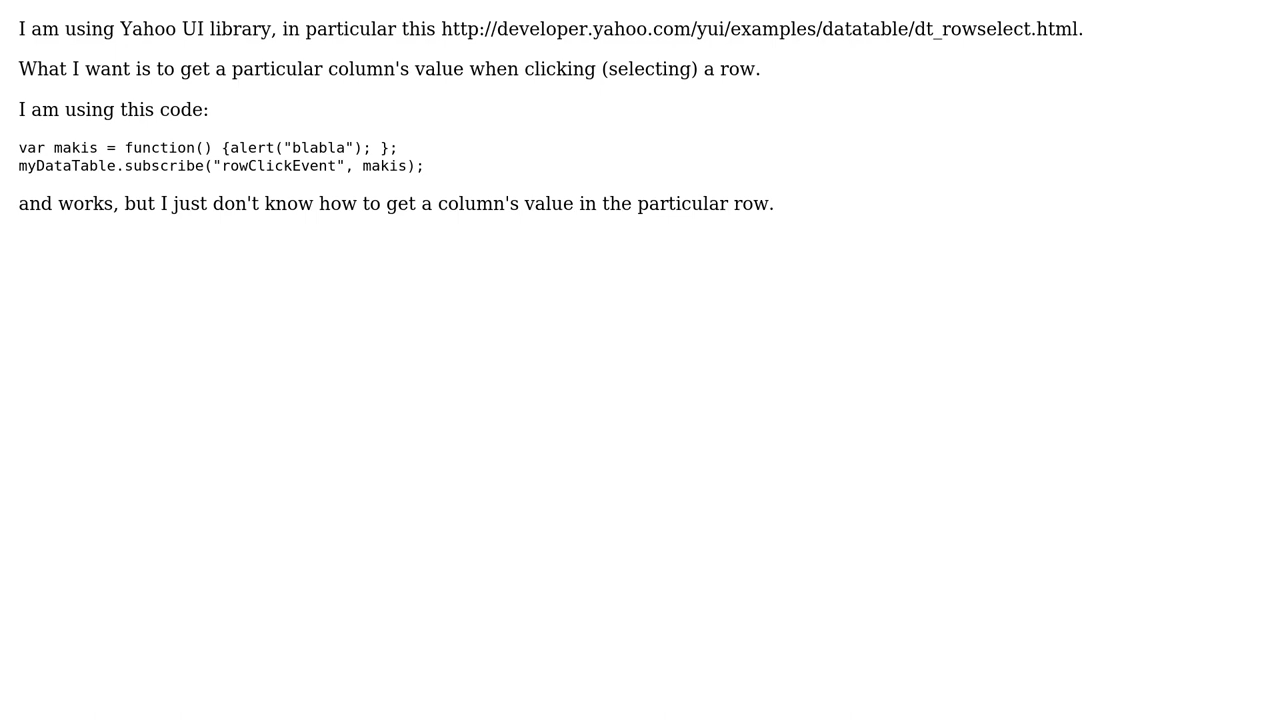 I am using Yahoo UI library, in particular this http://developer.yahoo.com/yui/examples/datatable/dt_rowselect.html.
What I want is to get a particular column's value when clicking (selecting) a row.
I am using this code:
var makis = function() {alert("blabla"); };
myDataTable.subscribe("rowClickEvent", makis);
and works, but I just don't know how to get a column's value in the particular row.